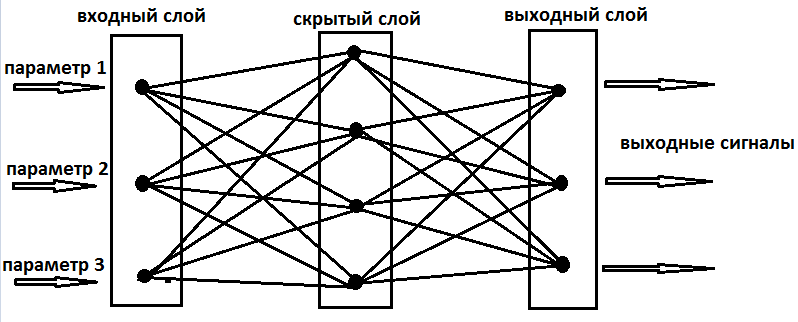 входный слой
скрытый слой
выходный слой
параметр 1
параметр 2
параметр 3
выходные сигналы